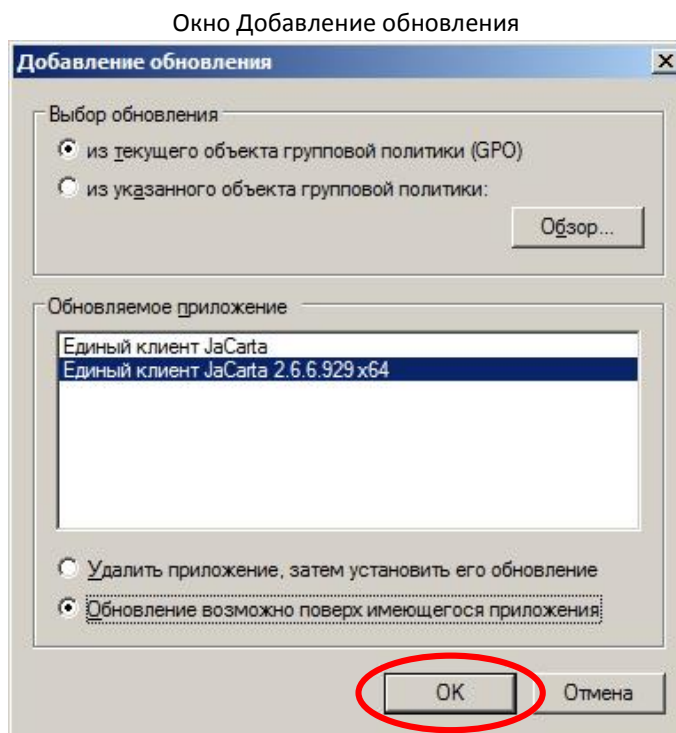 Окно Добавление обновления
Добавление обновления
Выбор обновления
из текущего объекта групповой политики (GPO)
из указанного объекта групповой политики:
Обзор...
Обновляемое приложение
Единый клиент JaCarta
Единый клиент JaCarta 2.6.6.929 x64
Удалить приложение, затем установить его обновление
Обновление возможно поверх имеющегося приложения
OK Отмена